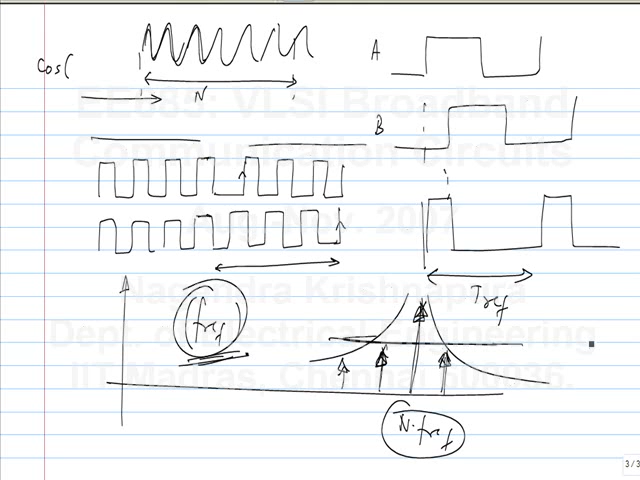 cos(
N
A
B
EE685: VLSI Broadband
Communication Circuits
Aug.-Nov. 2007
Nagendra Krishnapura
Dept. of Electrical Engineering
IIT Madras, Chennai 600036.
Tref
fref
N·fref
3/3